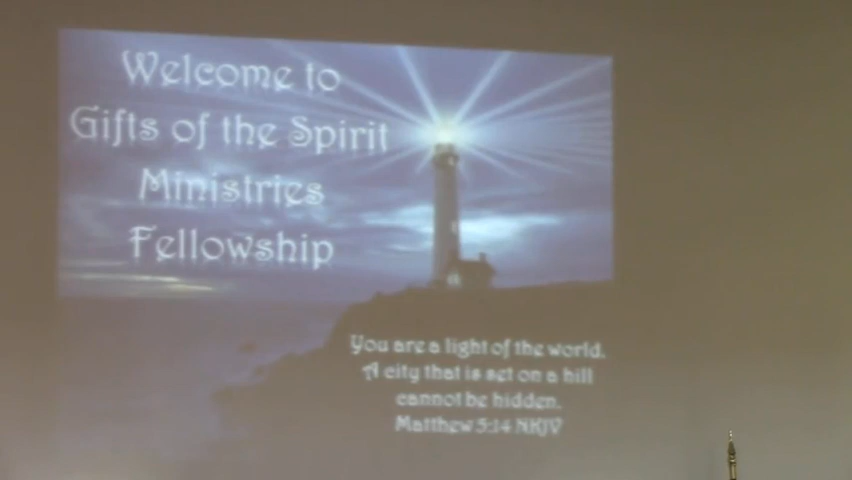 Welcome to
Gifts of the Spirit
Ministries
Fellowship
You are a light of the world.
A city that is set on a hill
cannot be hidden.
Matthew 5:14 NKJV